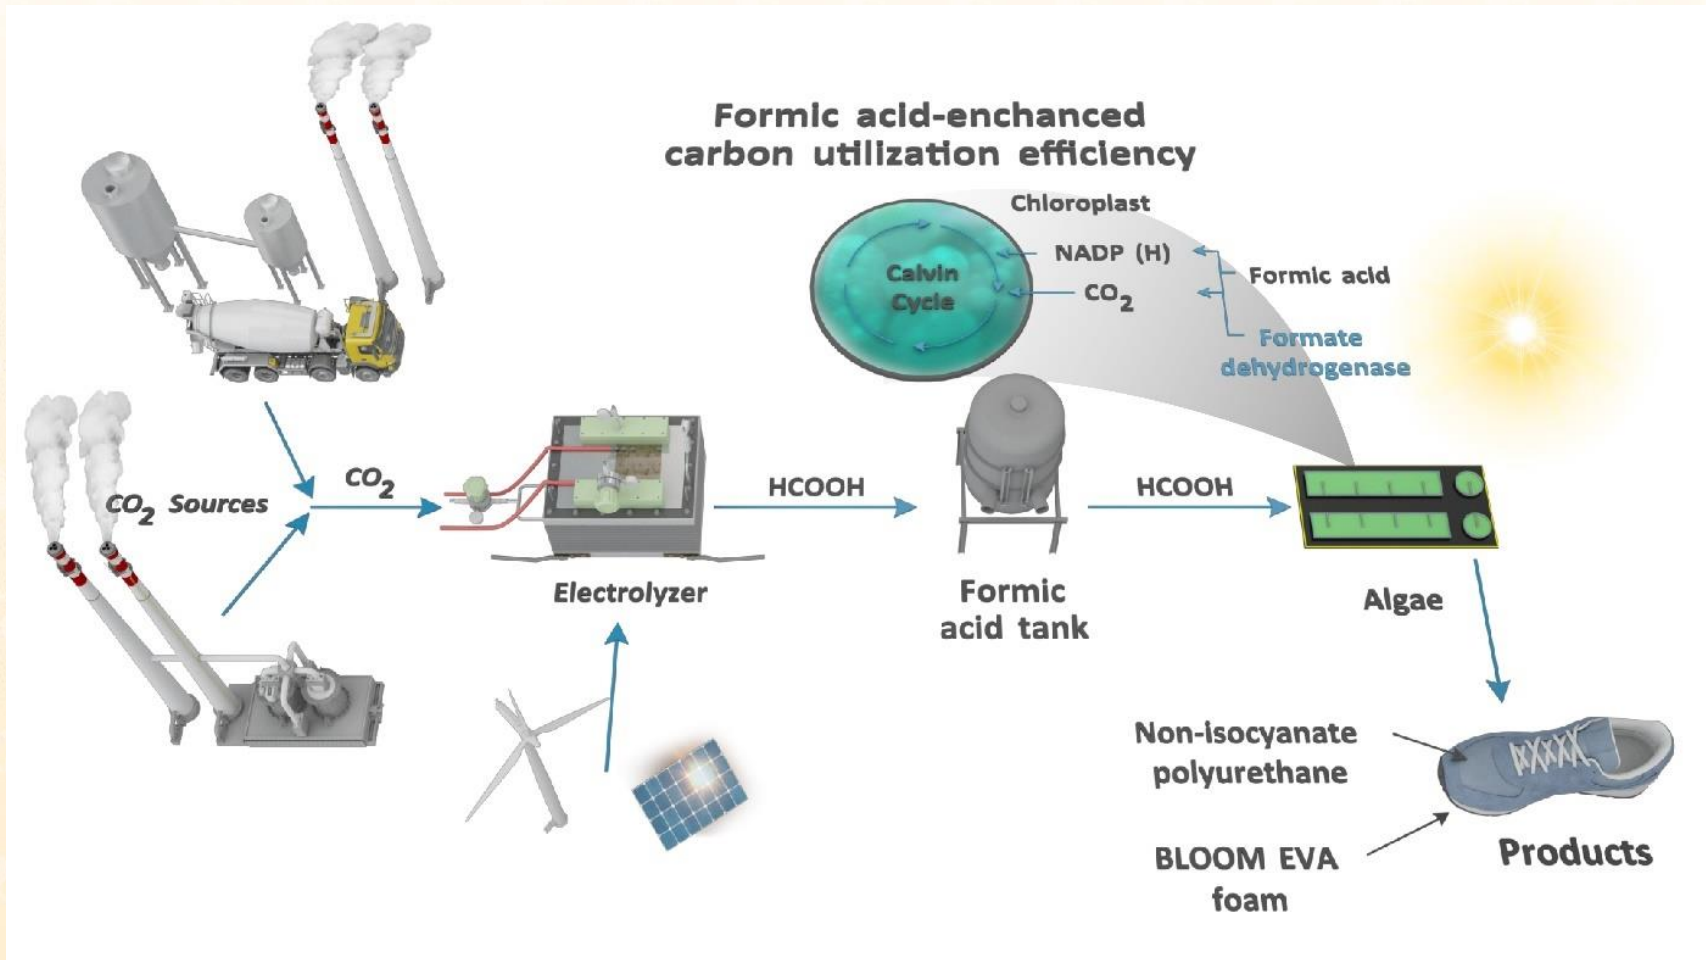 Formic acid-enchanced
carbon utilization efficiency
Chloroplast
NADP (H)
Calvin
Cycle
CO2
Formic acid
Formate
dehydrogenase
CO2 Sources
CO2
HCOOH
HCOOH
Electrolyzer
Formic
acid tank
Algae
Non-isocyanate
polyurethane
BLOOM EVA
foam
Products